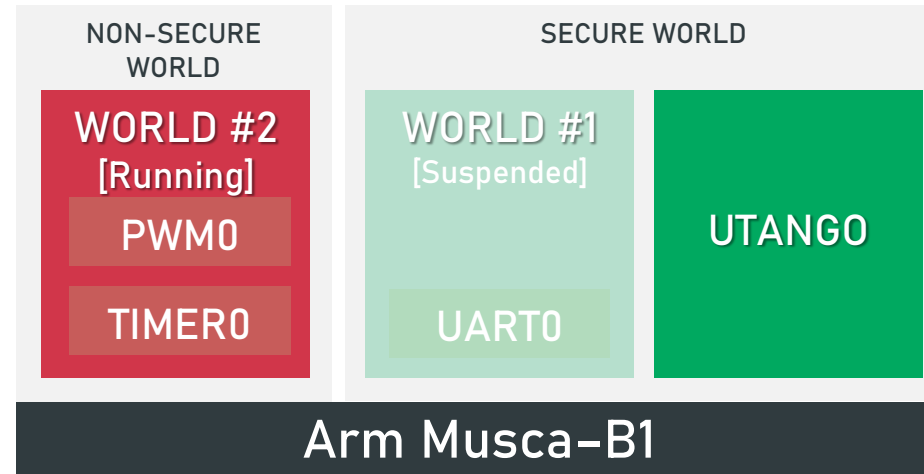 NON-SECURE
WORLD
SECURE WORLD
WORLD #2
[Running]
PWM0
TIMER0
WORLD #1
[Suspended]
UART0
UTANGO
Arm Musca-B1